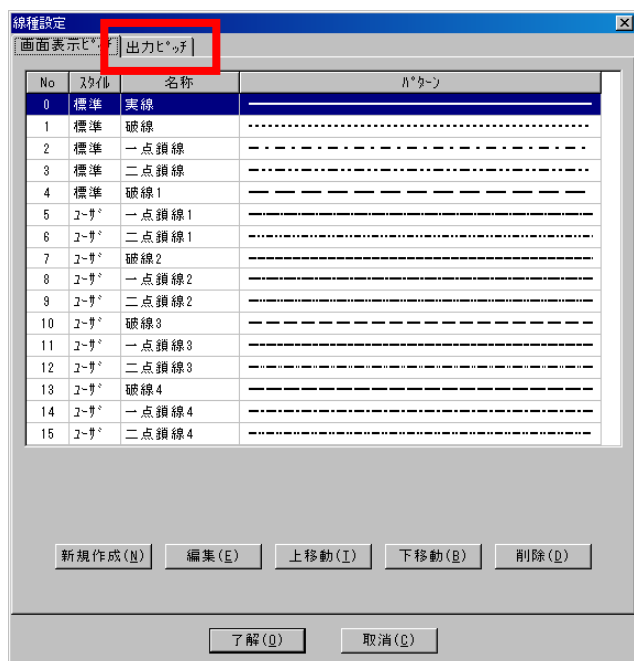 線種設定
画面表示ﾋﾟｯﾁ 出力ﾋﾟｯﾁ
No ｽﾀｲﾙ 名称 ﾊﾟﾀｰﾝ
0 標準 実線
1 標準 破線
2 標準 一点鎖線
3 標準 二点鎖線
4 標準 破線1
5 ﾕｰｻﾞ 一点鎖線1
6 ﾕｰｻﾞ 二点鎖線1
7 ﾕｰｻﾞ 破線2
8 ﾕｰｻﾞ 一点鎖線2
9 ﾕｰｻﾞ 二点鎖線2
10 ﾕｰｻﾞ 破線3
11 ﾕｰｻﾞ 一点鎖線3
12 ﾕｰｻﾞ 二点鎖線3
13 ﾕｰｻﾞ 破線4
14 ﾕｰｻﾞ 一点鎖線4
15 ﾕｰｻﾞ 二点鎖線4
新規作成(N) 編集(E) 上移動(T) 下移動(B) 削除(D)
了解(O) 取消(C)